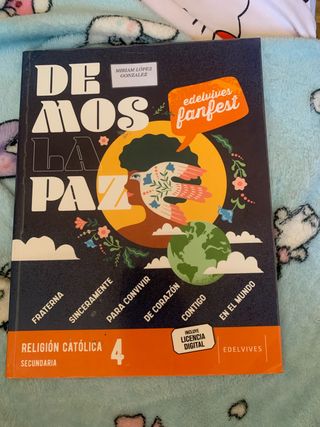 MIRIAM LÓPEZ
GONZALEZ
DE
MOS
LA
PAZ
edelvives
fanfest
FRATERNA
SINCERAMENTE
PARA CONVIVIR
DE CORAZÓN
CONTIGO
EN EL MUNDO
RELIGIÓN CATÓLICA
SECUNDARIA
4
INCLUYE
LICENCIA
DIGITAL
EDELVIVES